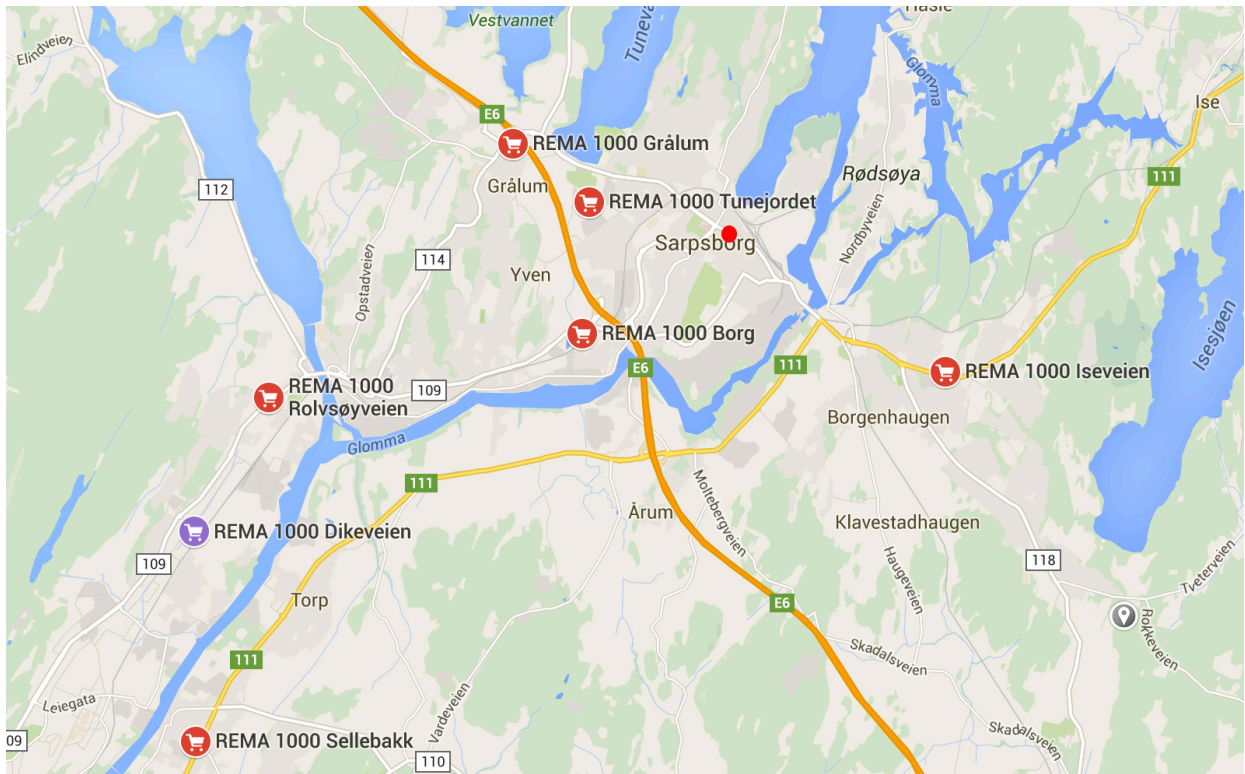 Vestvannet
Hasle
Elindveien
Tuneva
Glomma
E6
Ise
REMA 1000 Grålum
Rødsøya
111
112
Grålum
REMA 1000 Tunejordet
Nordbyveien
Sarpsborg
Opstadveien
114
Yven
Isesjøen
REMA 1000 Borg
E6
111
REMA 1000 Iseveien
109
REMA 1000
Rolvsøyveien
Borgenhaugen
Glomma
111
Moltebergveien
Årum
Klavestadhaugen
REMA 1000 Dikeveien
109
Haugeveien
118
Tveterveien
Torp
E6
Rokkeveien
Skadalsveien
111
Leiegata
Vardeveien
Skadalsveien
09
REMA 1000 Sellebakk
110